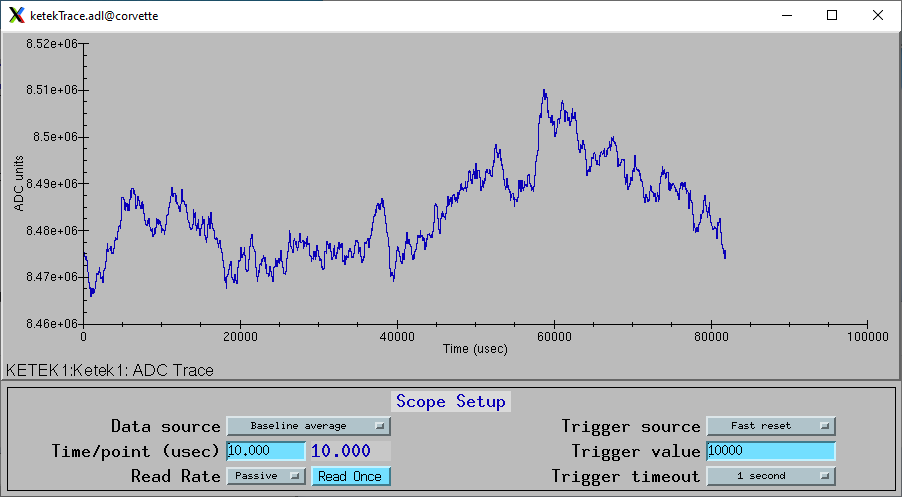 ketekTrace.adl@corvette
8.52e+06
8.51e+06
8.5e+06
8.49e+06
8.48e+06
8.47e+06
8.46e+06
ADC units
0 20000 40000 60000 80000 100000
Time (usec)
KETEK1:Ketek1: ADC Trace
Scope Setup
Data source Baseline average Trigger source Fast reset
Time/point (usec) 10.000 10.000 Trigger value 10000
Read Rate Passive Read Once Trigger timeout 1 second